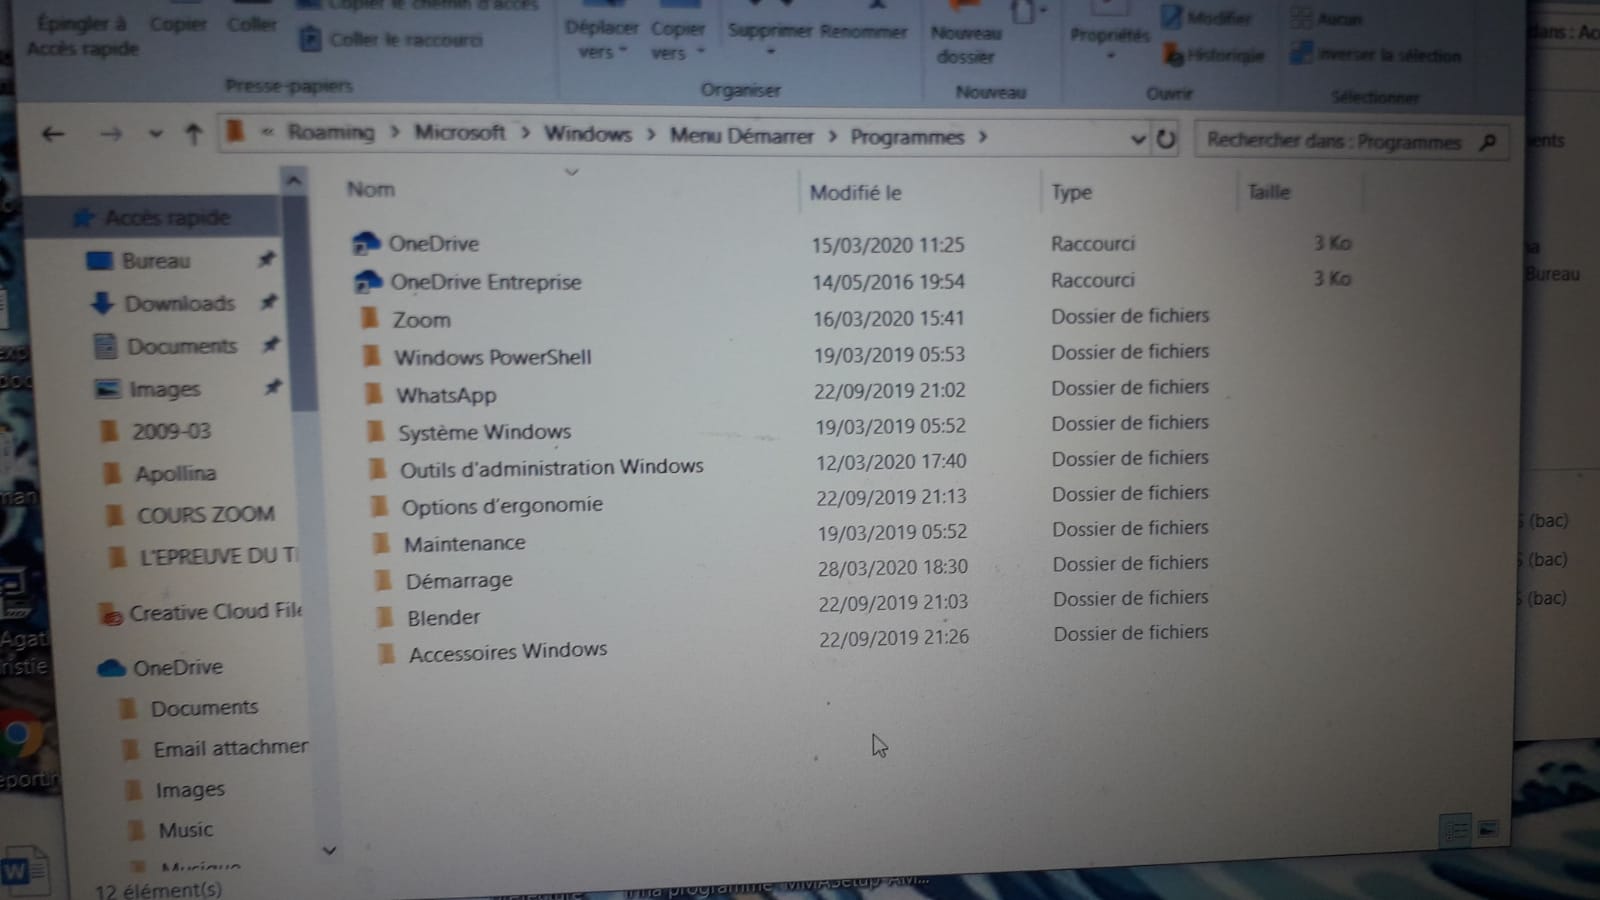 Copier le chemin d'accès
Épingler à Accès rapide
Copier
Coller
Coller le raccourci
Déplacer vers
Copier vers
Supprimer
Renommer
Nouveau dossier
Propriétés
Modifier
Historique
Aucun
Inverser la sélection
Presse-papiers
Organiser
Nouveau
Ouvrir
Sélectionner
« Roaming > Microsoft > Windows > Menu Démarrer > Programmes >
Rechercher dans : Programmes
Nom Modifié le Type Taille
OneDrive 15/03/2020 11:25 Raccourci 3 Ko
OneDrive Entreprise 14/05/2016 19:54 Raccourci 3 Ko
Zoom 16/03/2020 15:41 Dossier de fichiers
Windows PowerShell 19/03/2019 05:53 Dossier de fichiers
WhatsApp 22/09/2019 21:02 Dossier de fichiers
Système Windows 19/03/2019 05:52 Dossier de fichiers
Outils d'administration Windows 12/03/2020 17:40 Dossier de fichiers
Options d'ergonomie 22/09/2019 21:13 Dossier de fichiers
Maintenance 19/03/2019 05:52 Dossier de fichiers
Démarrage 28/03/2020 18:30 Dossier de fichiers
Blender 22/09/2019 21:03 Dossier de fichiers
Accessoires Windows 22/09/2019 21:26 Dossier de fichiers
Accès rapide
Bureau
Downloads
Documents
Images
2009-03
Apollina
COURS ZOOM
L'EPREUVE DU T
Creative Cloud File
OneDrive
Documents
Email attachmen
Images
Music
Musique
12 élément(s)
dans : Ac
ents
Bureau
(bac)
(bac)
(bac)
Agat
ristie
programme